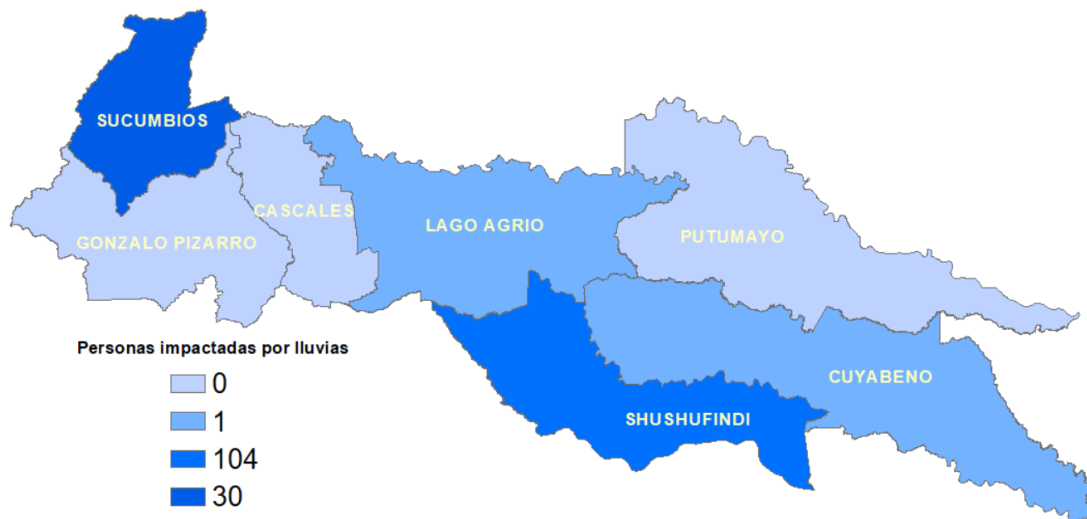 SUCUMBIOS
CASCALES
GONZALO PIZARRO
LAGO AGRIO
PUTUMAYO
CUYABENO
SHUSHUFINDI
Personas impactadas por lluvias
0
1
104
30